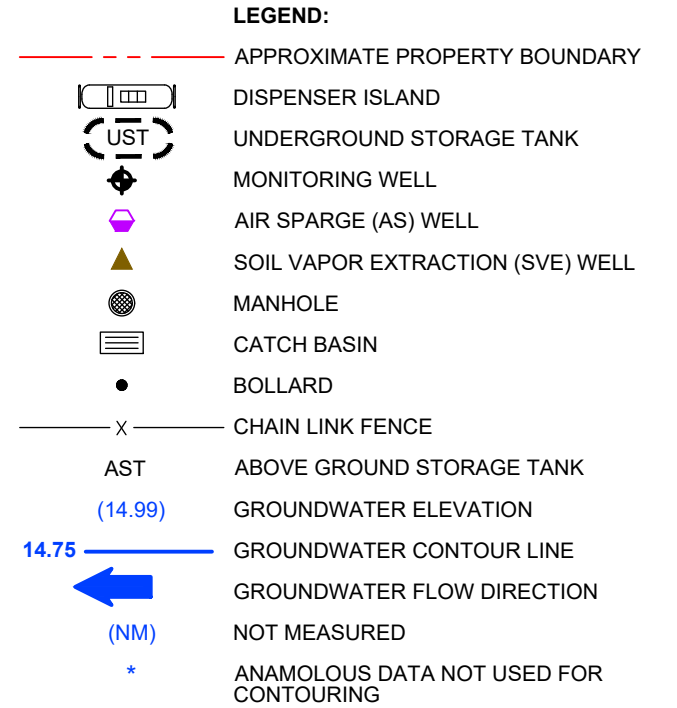 LEGEND:
APPROXIMATE PROPERTY BOUNDARY
DISPENSER ISLAND
UST UNDERGROUND STORAGE TANK
MONITORING WELL
AIR SPARGE (AS) WELL
SOIL VAPOR EXTRACTION (SVE) WELL
MANHOLE
CATCH BASIN
BOLLARD
X CHAIN LINK FENCE
AST ABOVE GROUND STORAGE TANK
(14.99) GROUNDWATER ELEVATION
14.75 GROUNDWATER CONTOUR LINE
GROUNDWATER FLOW DIRECTION
(NM) NOT MEASURED
* ANAMOLOUS DATA NOT USED FOR
CONTOURING